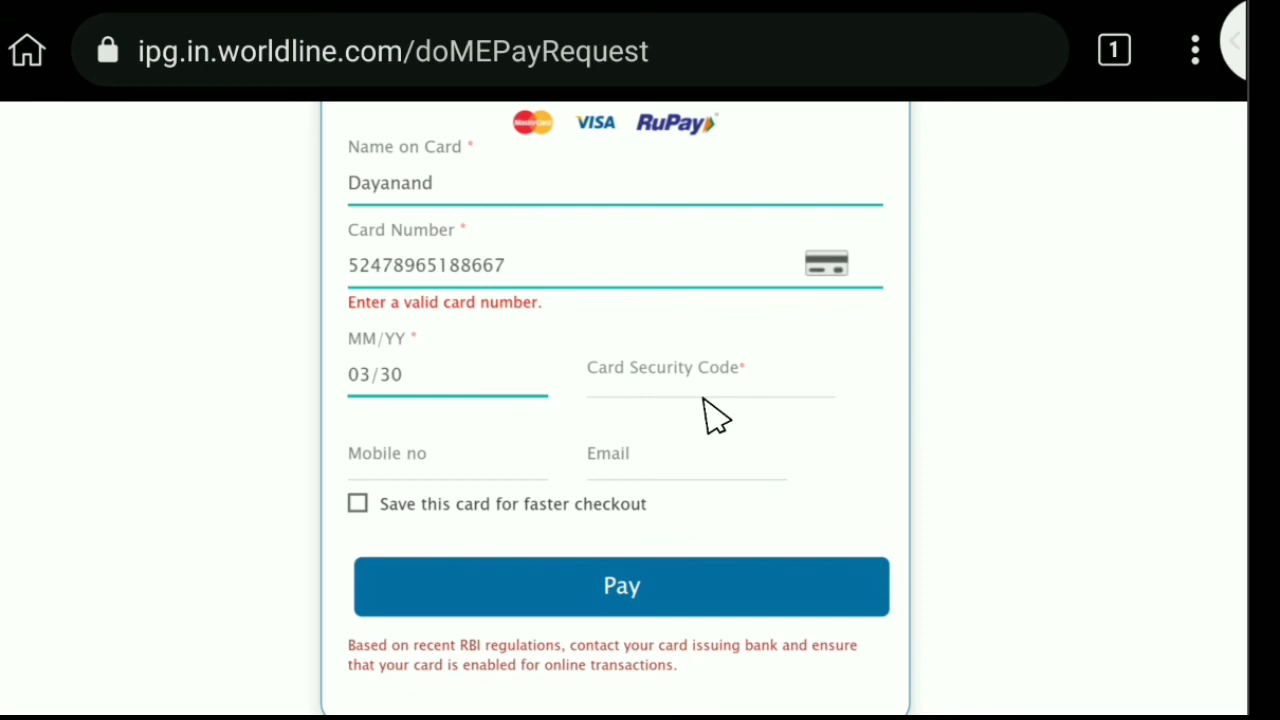 ipg.in.worldline.com/doMEPayRequest
1
MasterCard VISA RuPay
Name on Card *
Dayanand
Card Number *
52478965188667
Enter a valid card number.
MM/YY *
03/30
Card Security Code*
Mobile no
Email
Save this card for faster checkout
Pay
Based on recent RBI regulations, contact your card issuing bank and ensure
that your card is enabled for online transactions.